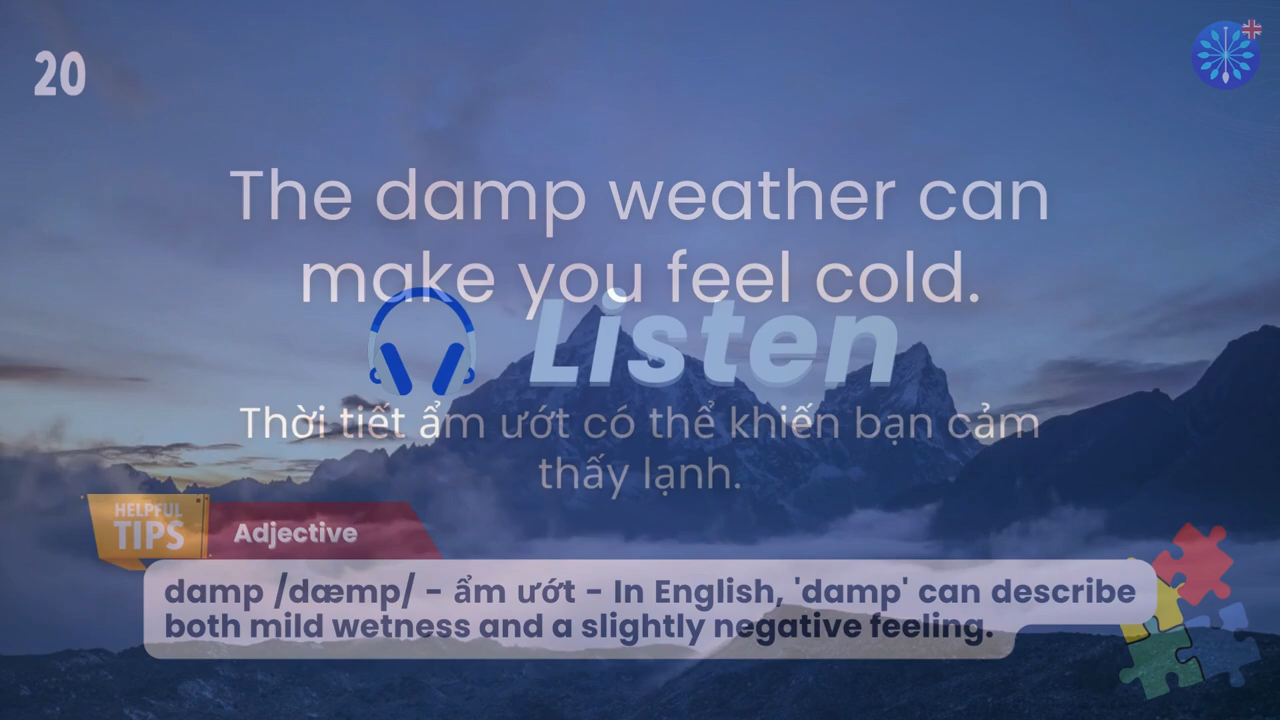 20
The damp weather can
make you feel cold.
Listen
Thời tiết ẩm ướt có thể khiến bạn cảm
thấy lạnh.
HELPFUL
TIPS
Adjective
damp /dæmp/ - ẩm ướt - In English, 'damp' can describe
both mild wetness and a slightly negative feeling.